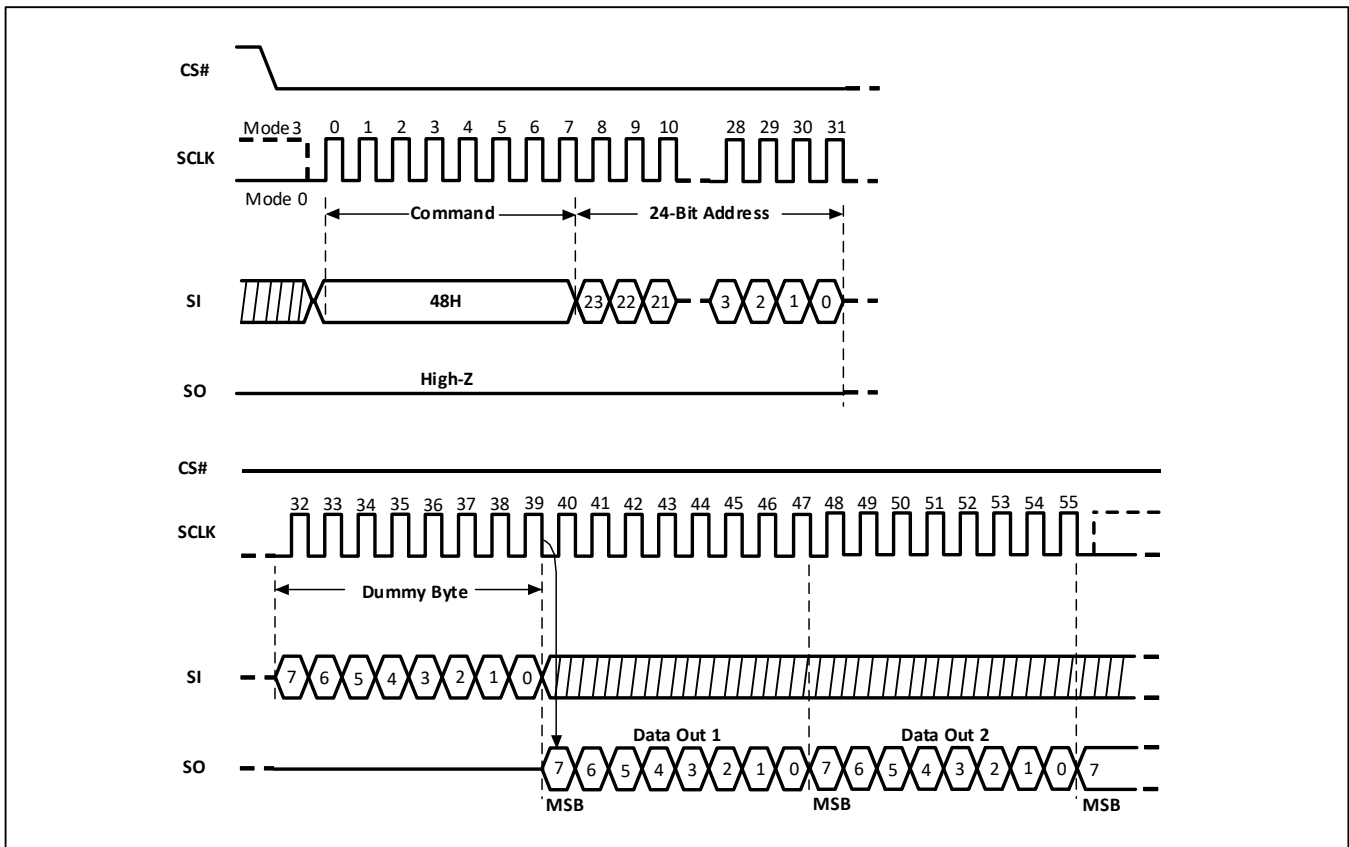 CS#
Mode 3 0 1 2 3 4 5 6 7 8 9 10 28 29 30 31
SCLK
Mode 0
Command 24-Bit Address
SI 48H 23 22 21 3 2 1 0
High-Z
SO
CS#
32 33 34 35 36 37 38 39 40 41 42 43 44 45 46 47 48 49 50 51 52 53 54 55
SCLK
Dummy Byte
SI 7 6 5 4 3 2 1 0
Data Out 1 Data Out 2
SO 7 6 5 4 3 2 1 0 7 6 5 4 3 2 1 0 7
MSB MSB MSB